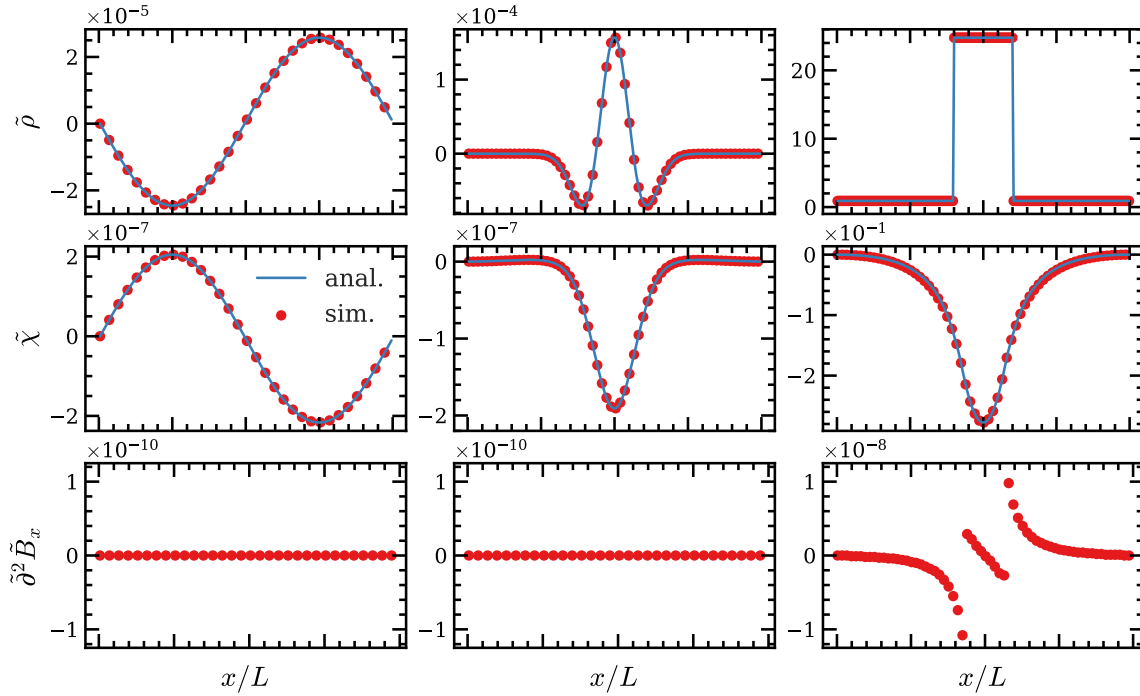 ×10⁻⁵ ×10⁻⁴
2 1 20
ρ̃ 0 10
−2 0 0
×10⁻⁷ ×10⁻⁷ ×10⁻¹
2 0 0
anal.
χ̃ 0 sim. −1 −1
−2 −2 −2
×10⁻¹⁰ ×10⁻¹⁰ ×10⁻⁸
1 1 1
∂̃²B̃ₓ 0 0 0
−1 −1 −1
x/L x/L x/L